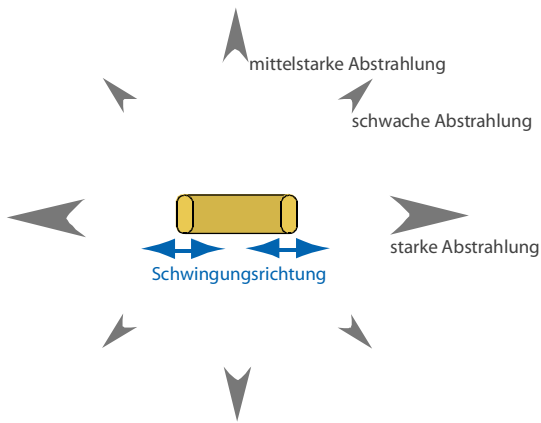 mittelstarke Abstrahlung
schwache Abstrahlung
starke Abstrahlung
Schwingungsrichtung